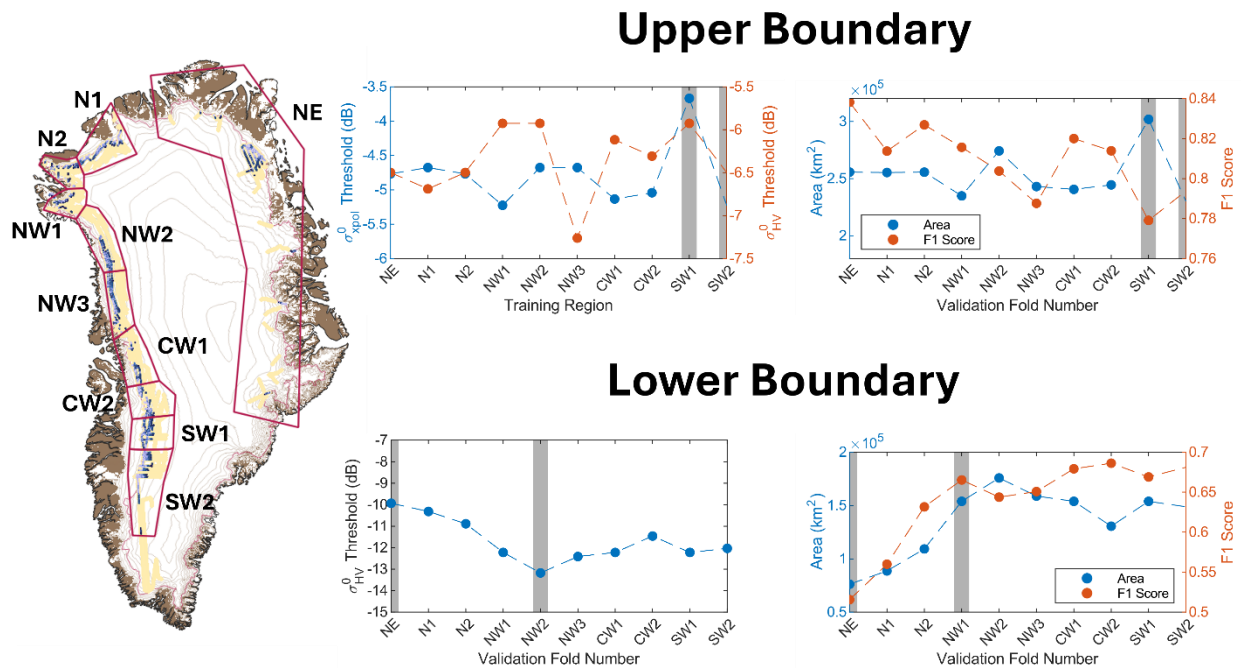 Upper Boundary
N1
NE
N2
NW1
NW2
NW3
CW1
CW2
SW1
SW2
-3.5
-4
-4.5
-5
-5.5
-6
σ⁰xpol Threshold (dB)
-5.5
-6
-6.5
-7
-7.5
σ⁰HV Threshold (dB)
NE N1 N2 NW1 NW2 NW3 CW1 CW2 SW1 SW2
Training Region
× 10⁵
3
2.5
2
Area (km²)
Area
F1 Score
0.84
0.82
0.8
0.78
0.76
F1 Score
NE N1 N2 NW1 NW2 NW3 CW1 CW2 SW1 SW2
Validation Fold Number
Lower Boundary
-7
-8
-9
-10
-11
-12
-13
-14
-15
σ⁰HV Threshold (dB)
NE N1 N2 NW1 NW2 NW3 CW1 CW2 SW1 SW2
Validation Fold Number
2 × 10⁵
1.5
1
0.5
Area (km²)
Area
F1 Score
0.7
0.65
0.6
0.55
0.5
F1 Score
NE N1 N2 NW1 NW2 NW3 CW1 CW2 SW1 SW2
Validation Fold Number